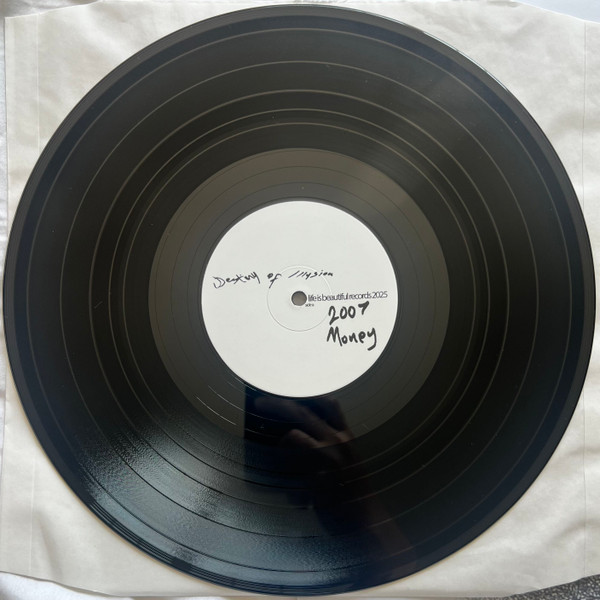 Destiny of Illusion
life is beautiful records 2025
2007
Money